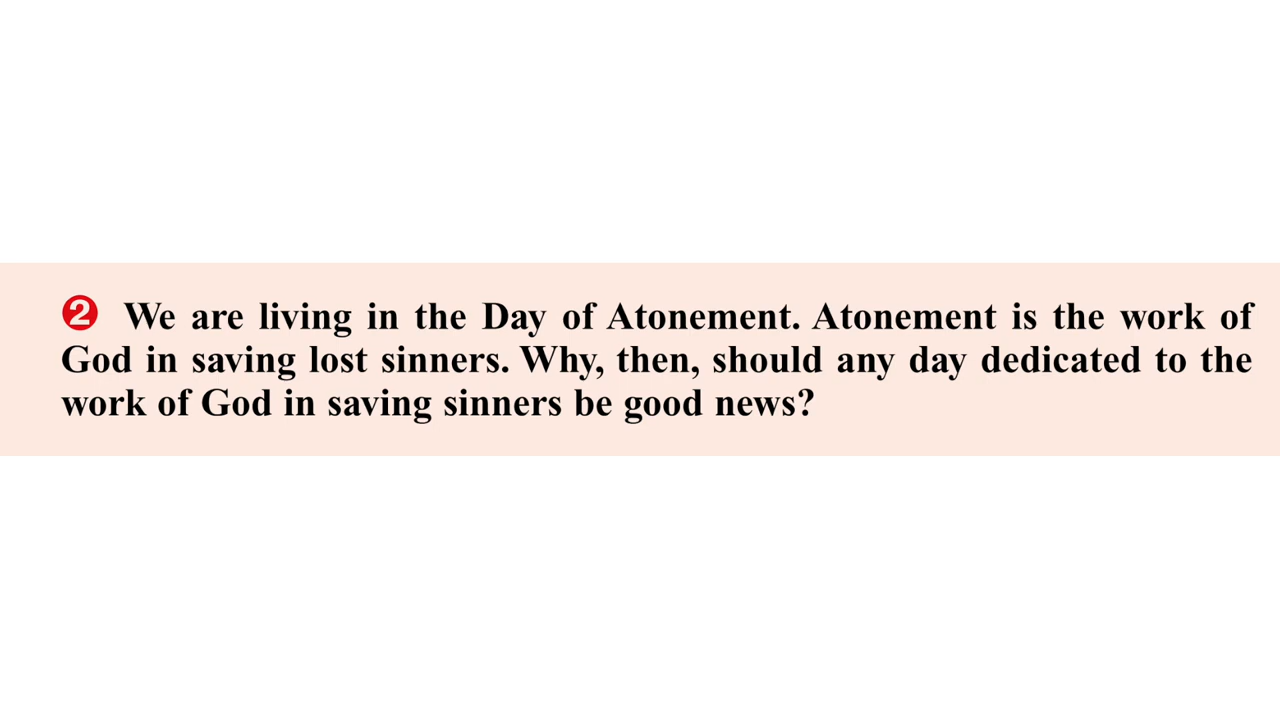 ❷ We are living in the Day of Atonement. Atonement is the work of
God in saving lost sinners. Why, then, should any day dedicated to the
work of God in saving sinners be good news?